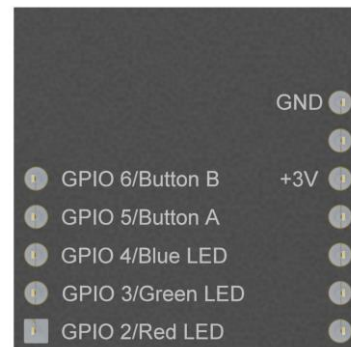 GND
GPIO 6/Button B +3V
GPIO 5/Button A
GPIO 4/Blue LED
GPIO 3/Green LED
GPIO 2/Red LED